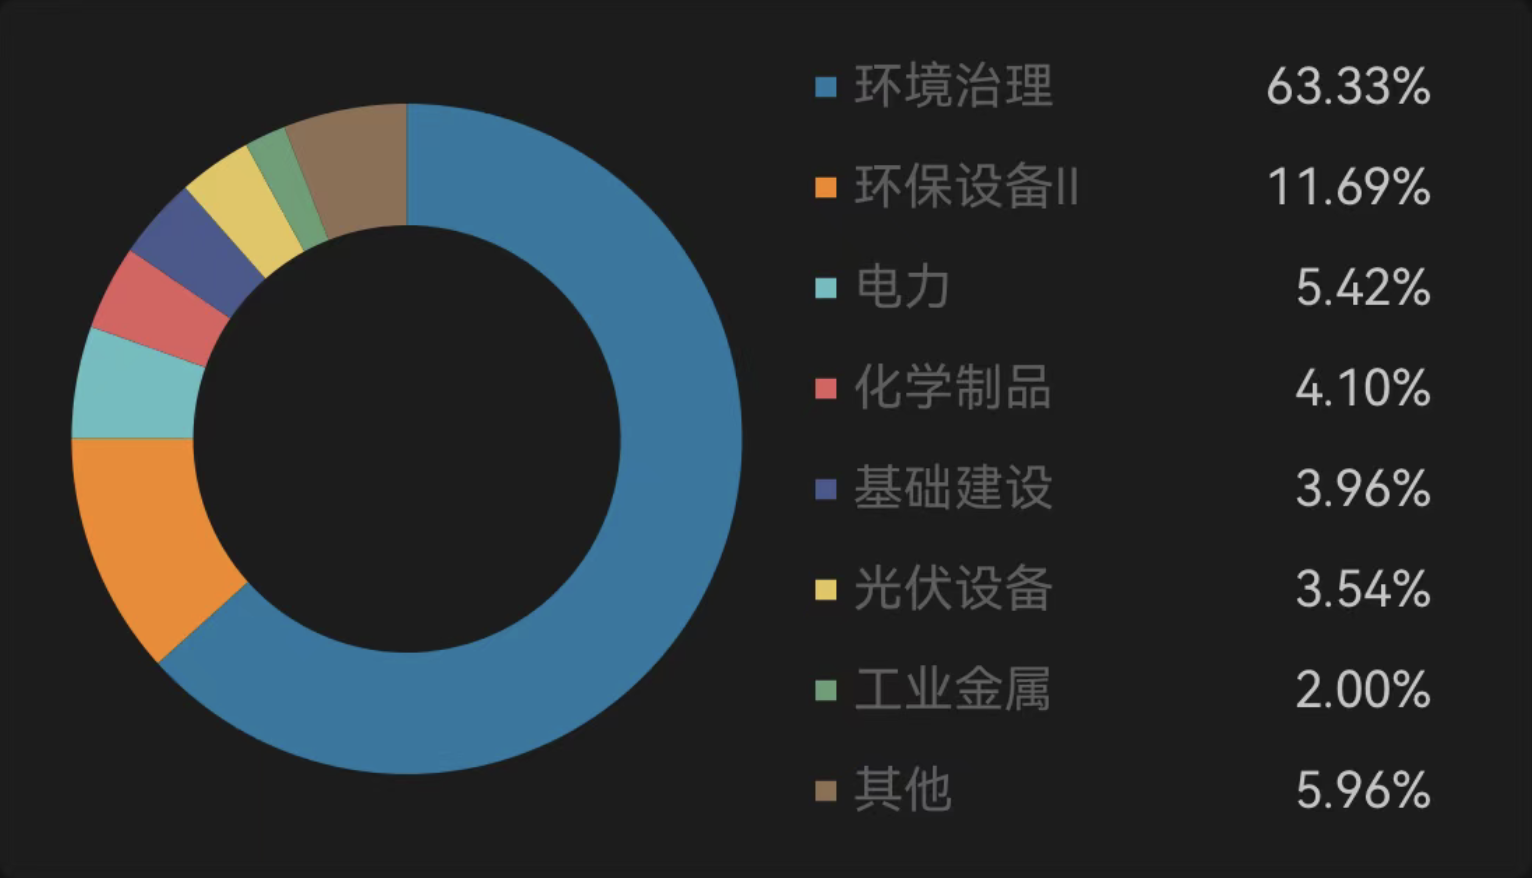 环境治理 63.33%
环保设备II 11.69%
电力 5.42%
化学制品 4.10%
基础建设 3.96%
光伏设备 3.54%
工业金属 2.00%
其他 5.96%